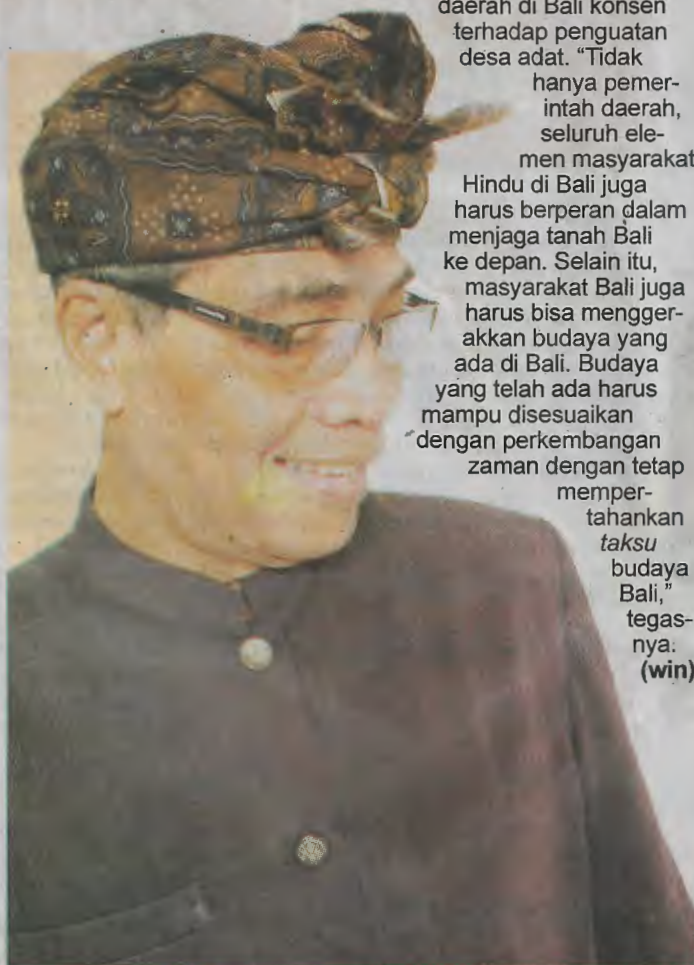 daerah di Bali konsen
terhadap penguatan
desa adat. “Tidak
hanya pemer-
intah daerah,
seluruh ele-
men masyarakat
Hindu di Bali juga
harus berperan dalam
menjaga tanah Bali
ke depan. Selain itu,
masyarakat Bali juga
harus bisa mengger-
akkan budaya yang
ada di Bali. Budaya
yang telah ada harus
mampu disesuaikan
dengan perkembangan
zaman dengan tetap
memper-
tahankan
taksu
budaya
Bali,”
tegas-
nya.
(win)